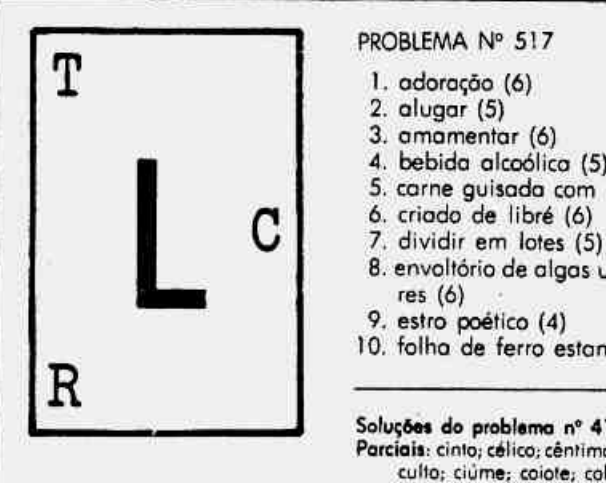 T
L
C
R
PROBLEMA Nº 517
1. adoração (6)
2. alugar (5)
3. amamentar (6)
4. bebida alcoólica (5)
5. carne guisada com
6. criado de libré (6)
7. dividir em lotes (5)
8. envoltório de algas u
res (6)
9. estro poético (4)
10. folha de ferro estan
Soluções do problema nº 4
Parciais: cinto; célico; cêntimo
culto; ciúme; coiote; col